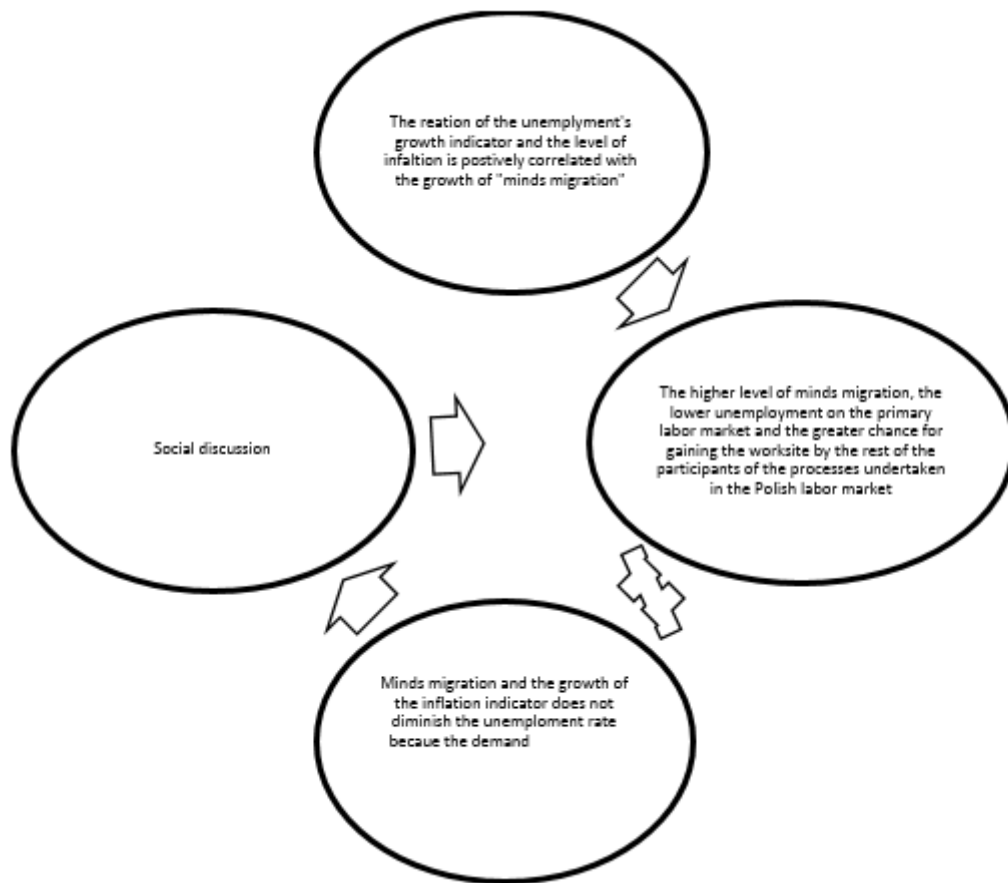 The reation of the unemplyment's
growth indicator and the level of
infaltion is postively correlated with
the growth of "minds migration"
The higher level of minds migration, the
lower unemployment on the primary
labor market and the greater chance for
gaining the worksite by the rest of the
participants of the processes undertaken
in the Polish labor market
Social discussion
Minds migration and the growth of
the inflation indicator does not
diminish the unemploment rate
becaue the demand